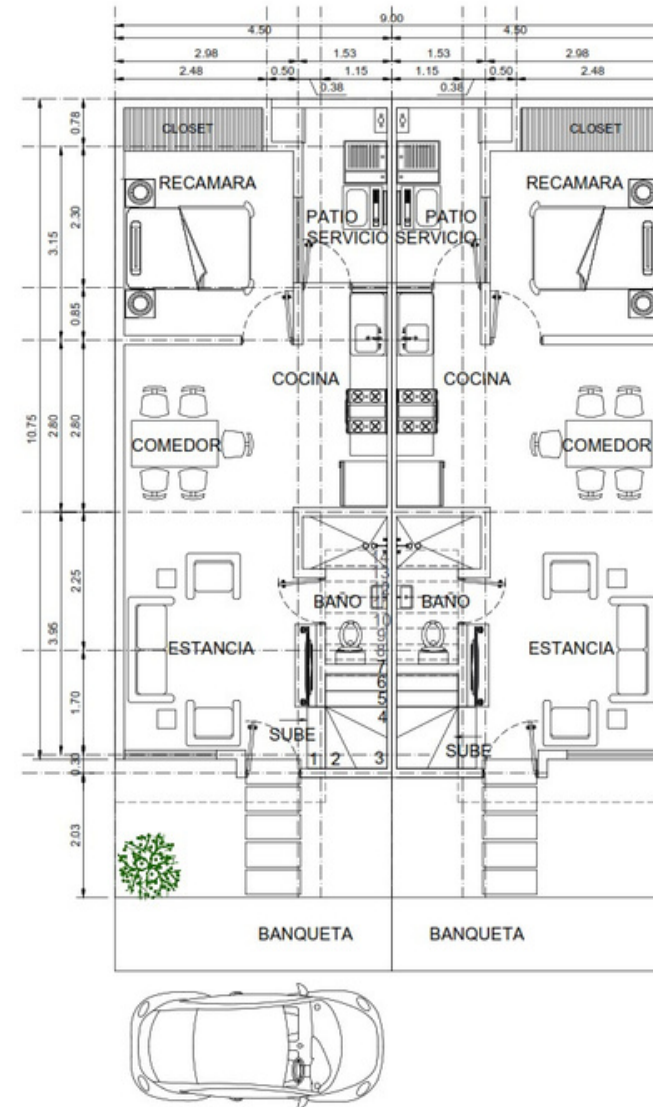 9.00
4.50 4.50
2.98 1.53 1.53 2.98
2.48 0.50 1.15 1.15 0.50 2.48
0.38 0.38
0.78
CLOSET CLOSET
RECAMARA RECAMARA
2.30
3.15
PATIO SERVICIO PATIO SERVICIO
0.85
COCINA COCINA
10.75
2.80 2.80
COMEDOR COMEDOR
2.25
3.95
BAÑO BAÑO
10
9
8
7
6
5
4
ESTANCIA ESTANCIA
1.70
SUBE SUBE
1 2 3
0.30
2.03
BANQUETA BANQUETA